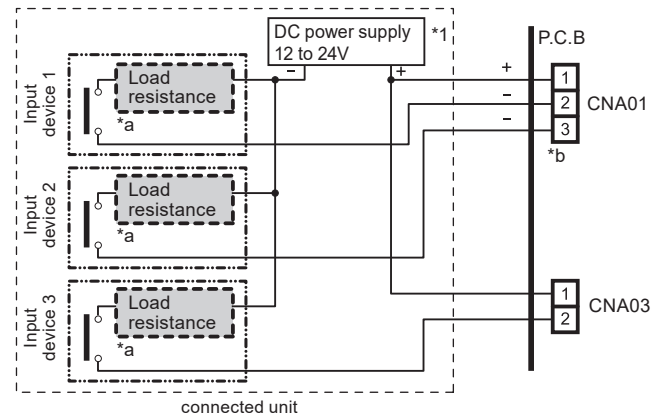 DC power supply
12 to 24V
*1
P.C.B
− +
Input
device 1
Load
resistance
*a
+
−
−
1
2
3
CNA01
*b
Input
device 2
Load
resistance
*a
Input
device 3
Load
resistance
*a
1
2
CNA03
connected unit